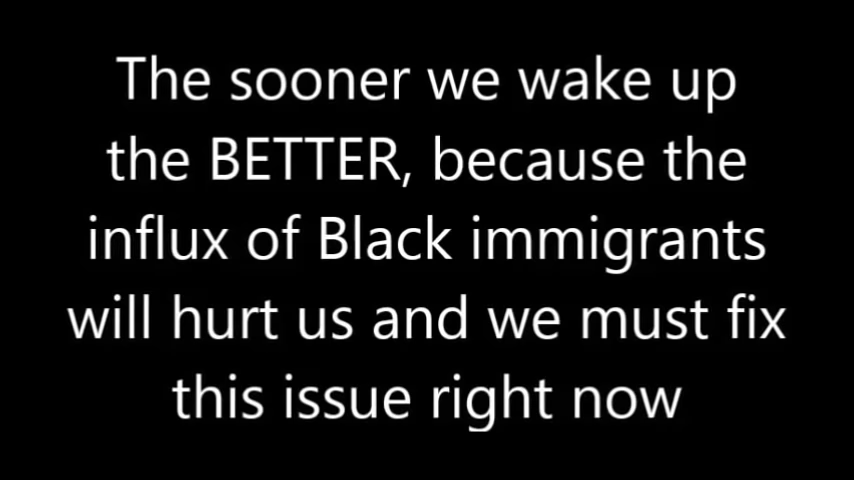 The sooner we wake up
the BETTER, because the
influx of Black immigrants
will hurt us and we must fix
this issue right now